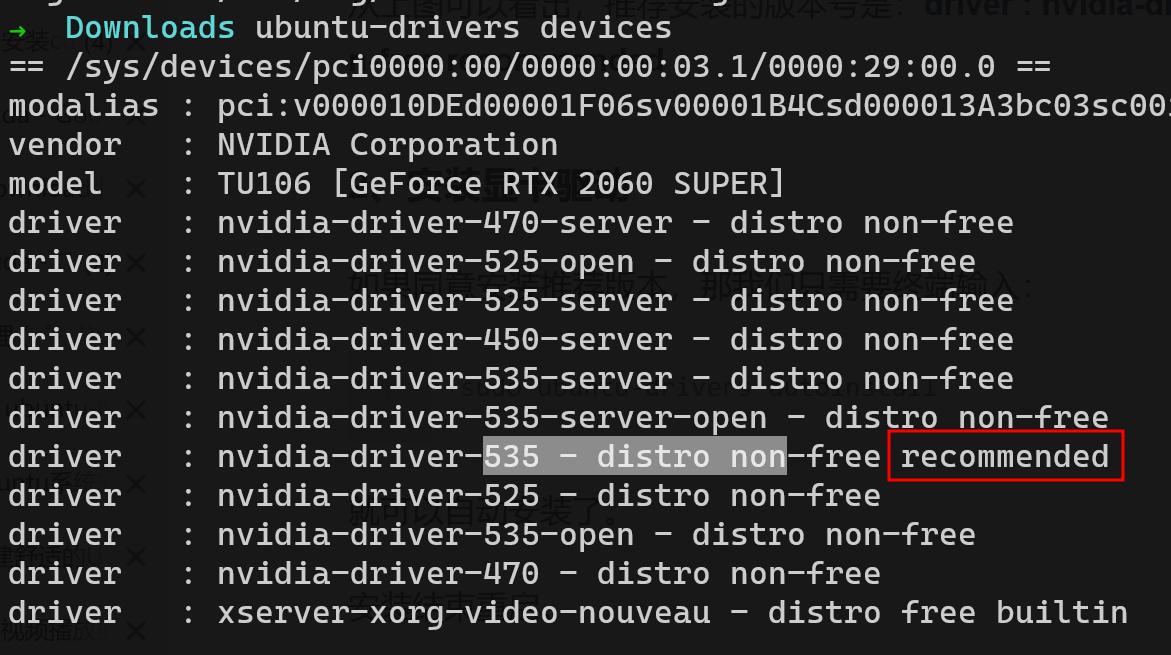 → Downloads ubuntu-drivers devices
== /sys/devices/pci0000:00/0000:00:03.1/0000:29:00.0 ==
modalias : pci:v000010DEd00001F06sv00001B4Csd000013A3bc03sc00
vendor : NVIDIA Corporation
model : TU106 [GeForce RTX 2060 SUPER]
driver : nvidia-driver-470-server - distro non-free
driver : nvidia-driver-525-open - distro non-free
driver : nvidia-driver-525-server - distro non-free
driver : nvidia-driver-450-server - distro non-free
driver : nvidia-driver-535-server - distro non-free
driver : nvidia-driver-535-server-open - distro non-free
driver : nvidia-driver-535 - distro non-free recommended
driver : nvidia-driver-525 - distro non-free
driver : nvidia-driver-535-open - distro non-free
driver : nvidia-driver-470 - distro non-free
driver : xserver-xorg-video-nouveau - distro free builtin